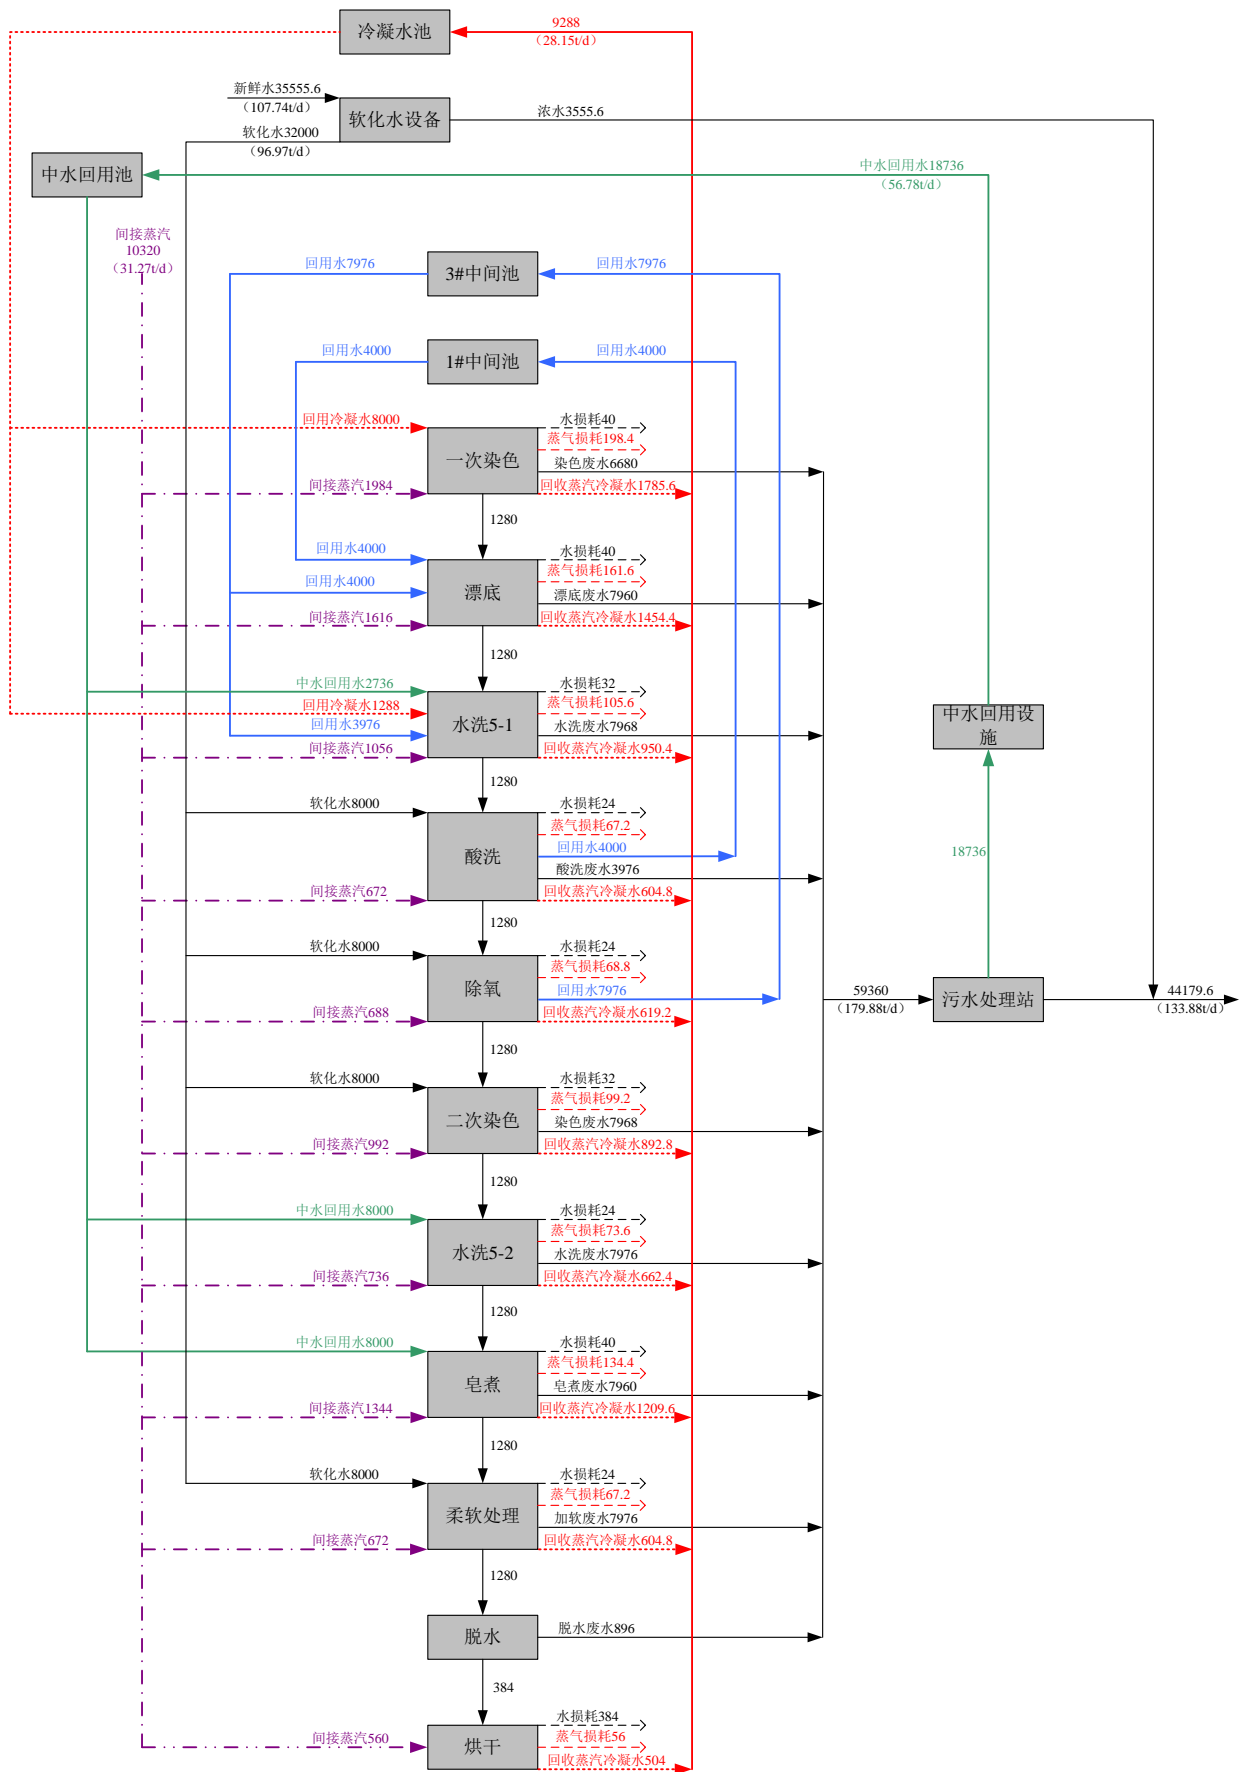 冷凝水池
9288
（28.15t/d）
新鲜水35555.6
（107.74t/d）
软化水设备
浓水3555.6
软化水32000
（96.97t/d）
中水回用池
中水回用水18736
（56.78t/d）
间接蒸汽
10320
（31.27t/d）
回用水7976
3#中间池
回用水7976
回用水4000
1#中间池
回用水4000
回用冷凝水8000
一次染色
水损耗40
蒸气损耗198.4
染色废水6680
间接蒸汽1984
回收蒸汽冷凝水1785.6
1280
回用水4000
漂底
水损耗40
蒸气损耗161.6
回用水4000
漂底废水7960
间接蒸汽1616
回收蒸汽冷凝水1454.4
1280
中水回用水2736
水洗5-1
水损耗32
蒸气损耗105.6
回用冷凝水1288
回用水3976
水洗废水7968
间接蒸汽1056
回收蒸汽冷凝水950.4
中水回用设
施
1280
软化水8000
酸洗
水损耗24
蒸气损耗67.2
回用水4000
酸洗废水3976
间接蒸汽672
回收蒸汽冷凝水604.8
18736
1280
软化水8000
除氧
水损耗24
蒸气损耗68.8
回用水7976
间接蒸汽688
回收蒸汽冷凝水619.2
59360
（179.88t/d）
污水处理站
44179.6
（133.88t/d）
1280
软化水8000
二次染色
水损耗32
蒸气损耗99.2
染色废水7968
间接蒸汽992
回收蒸汽冷凝水892.8
1280
中水回用水8000
水洗5-2
水损耗24
蒸气损耗73.6
水洗废水7976
间接蒸汽736
回收蒸汽冷凝水662.4
1280
中水回用水8000
皂煮
水损耗40
蒸气损耗134.4
皂煮废水7960
间接蒸汽1344
回收蒸汽冷凝水1209.6
1280
软化水8000
柔软处理
水损耗24
蒸气损耗67.2
加软废水7976
间接蒸汽672
回收蒸汽冷凝水604.8
1280
脱水
脱水废水896
384
烘干
水损耗384
蒸气损耗56
间接蒸汽560
回收蒸汽冷凝水504